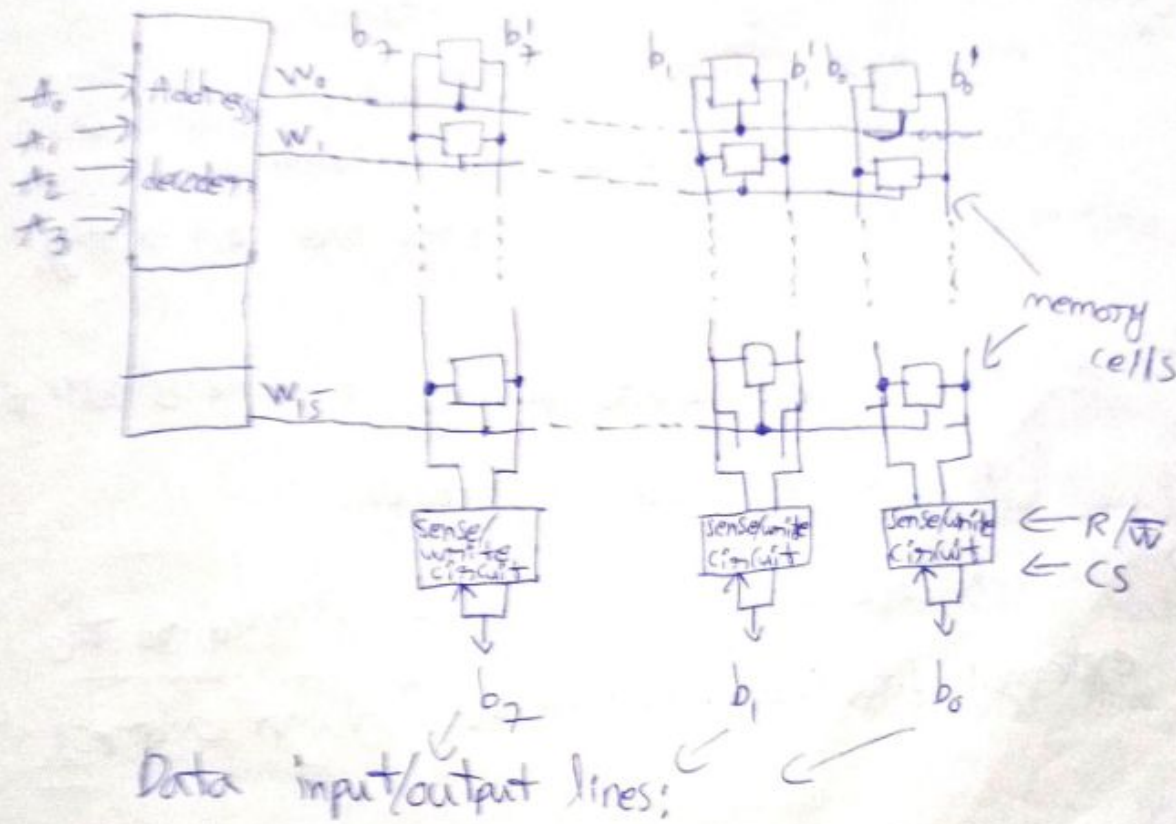 b7 b'7 b1 b'1 b0 b'0
A0 Address W0
A1 W1
A2 decoder
A3
memory
cells
W15
sense/ write circuit sense/write circuit sense/write circuit R/W̅
CS
b7 b1 b0
Data input/output lines;